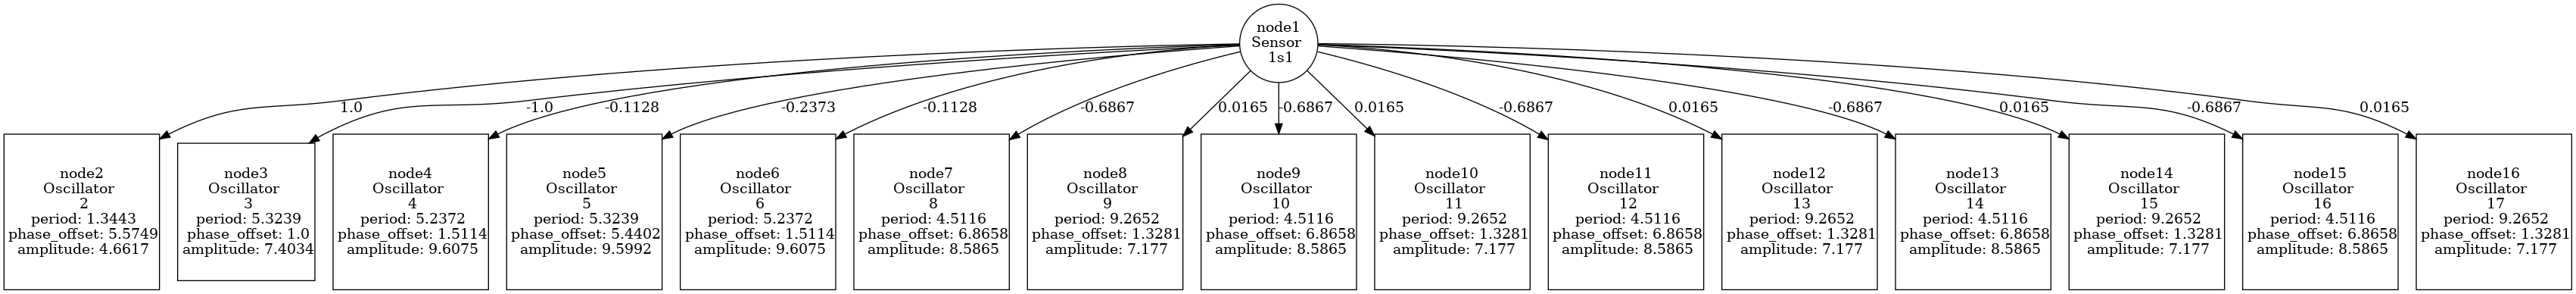 node1
Sensor
1s1
1.0
-1.0
-0.1128
-0.2373
-0.1128
-0.6867
0.0165
-0.6867
0.0165
-0.6867
0.0165
-0.6867
0.0165
-0.6867
0.0165
node2
Oscillator
2
period: 1.3443
phase_offset: 5.5749
amplitude: 4.6617
node3
Oscillator
3
period: 5.3239
phase_offset: 1.0
amplitude: 7.4034
node4
Oscillator
4
period: 5.2372
phase_offset: 1.5114
amplitude: 9.6075
node5
Oscillator
5
period: 5.3239
phase_offset: 5.4402
amplitude: 9.5992
node6
Oscillator
6
period: 5.2372
phase_offset: 1.5114
amplitude: 9.6075
node7
Oscillator
8
period: 4.5116
phase_offset: 6.8658
amplitude: 8.5865
node8
Oscillator
9
period: 9.2652
phase_offset: 1.3281
amplitude: 7.177
node9
Oscillator
10
period: 4.5116
phase_offset: 6.8658
amplitude: 8.5865
node10
Oscillator
11
period: 9.2652
phase_offset: 1.3281
amplitude: 7.177
node11
Oscillator
12
period: 4.5116
phase_offset: 6.8658
amplitude: 8.5865
node12
Oscillator
13
period: 9.2652
phase_offset: 1.3281
amplitude: 7.177
node13
Oscillator
14
period: 4.5116
phase_offset: 6.8658
amplitude: 8.5865
node14
Oscillator
15
period: 9.2652
phase_offset: 1.3281
amplitude: 7.177
node15
Oscillator
16
period: 4.5116
phase_offset: 6.8658
amplitude: 8.5865
node16
Oscillator
17
period: 9.2652
phase_offset: 1.3281
amplitude: 7.177